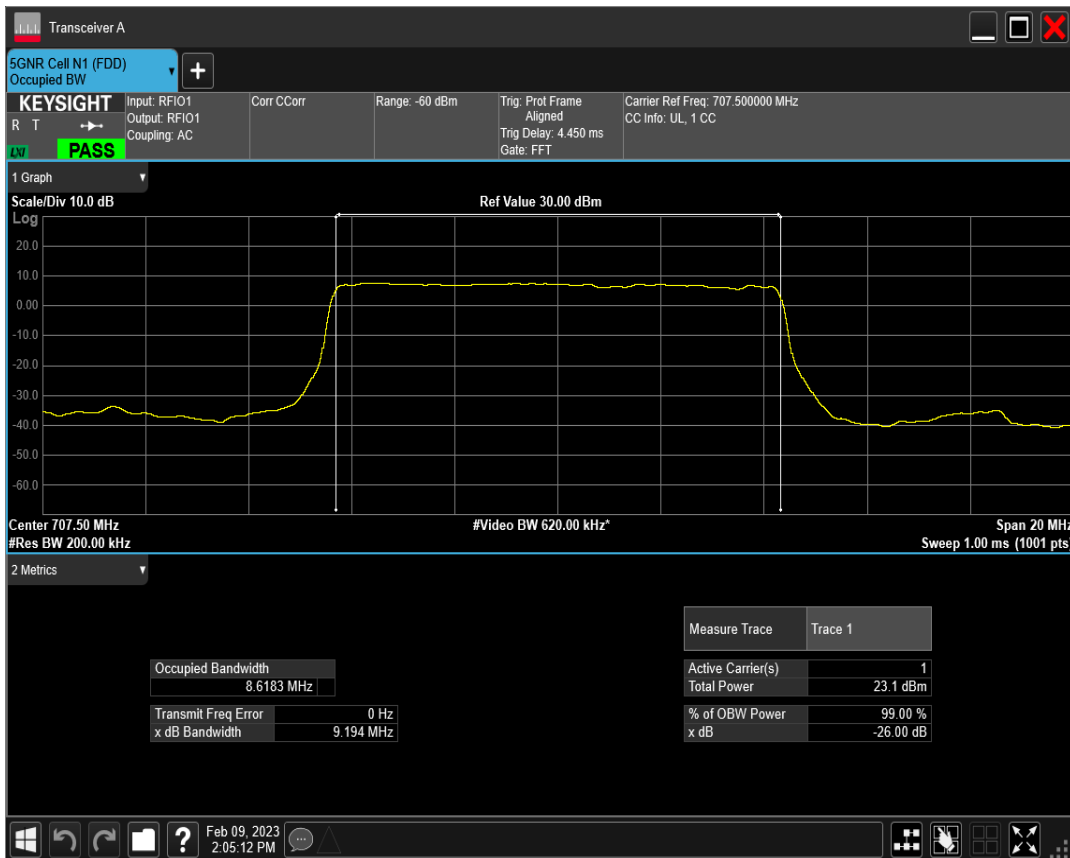 Transceiver A
5GNR Cell N1 (FDD)
Occupied BW
+
KEYSIGHT
R T
LXI
PASS
Input: RFIO1
Output: RFIO1
Coupling: AC
Corr CCorr
Range: -60 dBm
Trig: Prot Frame
Aligned
Trig Delay: 4.450 ms
Gate: FFT
Carrier Ref Freq: 707.500000 MHz
CC Info: UL, 1 CC
1 Graph
Scale/Div 10.0 dB
Ref Value 30.00 dBm
Log
20.0
10.0
0.00
-10.0
-20.0
-30.0
-40.0
-50.0
-60.0
Center 707.50 MHz
#Video BW 620.00 kHz*
Span 20 MHz
#Res BW 200.00 kHz
Sweep 1.00 ms (1001 pts)
2 Metrics
Measure Trace Trace 1
Occupied Bandwidth
8.6183 MHz
Active Carrier(s) 1
Total Power 23.1 dBm
Transmit Freq Error 0 Hz
x dB Bandwidth 9.194 MHz
% of OBW Power 99.00 %
x dB -26.00 dB
?
Feb 09, 2023
2:05:12 PM